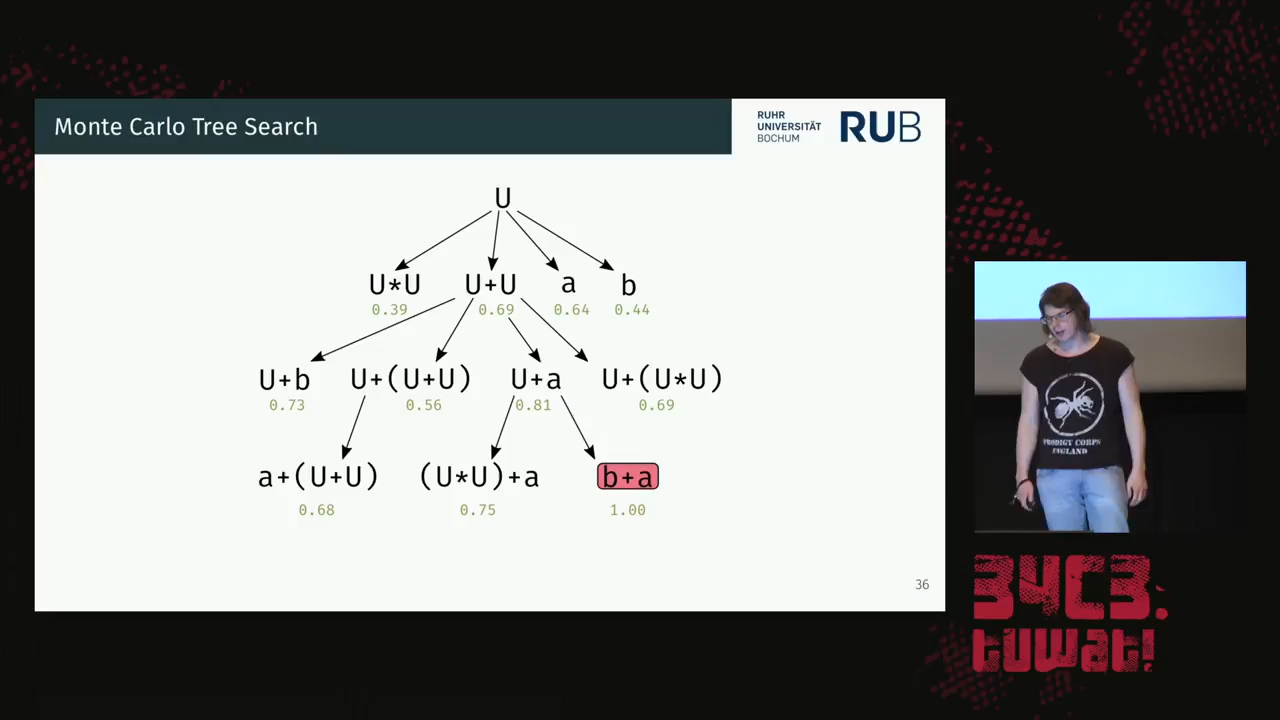 Monte Carlo Tree Search
RUHR
UNIVERSITÄT
BOCHUM
RUB
U
U*U U+U a b
0.39 0.69 0.64 0.44
U+b U+(U+U) U+a U+(U*U)
0.73 0.56 0.81 0.69
a+(U+U) (U*U)+a b+a
0.68 0.75 1.00
36
PRODIGY CORPS
ENGLAND
34C3.
tuwat!